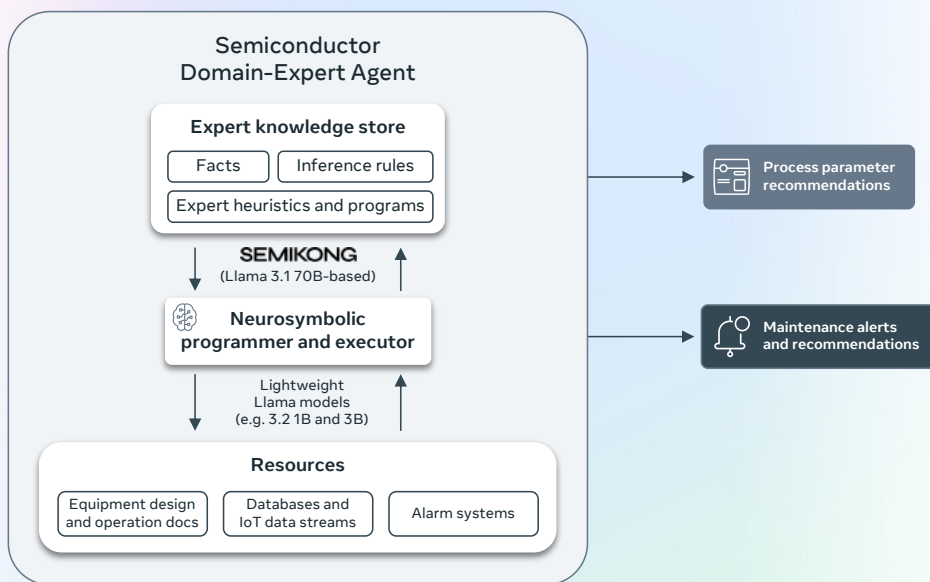 Semiconductor
Domain-Expert Agent
Expert knowledge store
Facts
Inference rules
Expert heuristics and programs
SEMIKONG
(Llama 3.1 70B-based)
Neurosymbolic
programmer and executor
Lightweight
Llama models
(e.g. 3.2 1B and 3B)
Resources
Equipment design
and operation docs
Databases and
IoT data streams
Alarm systems
Process parameter
recommendations
Maintenance alerts
and recommendations